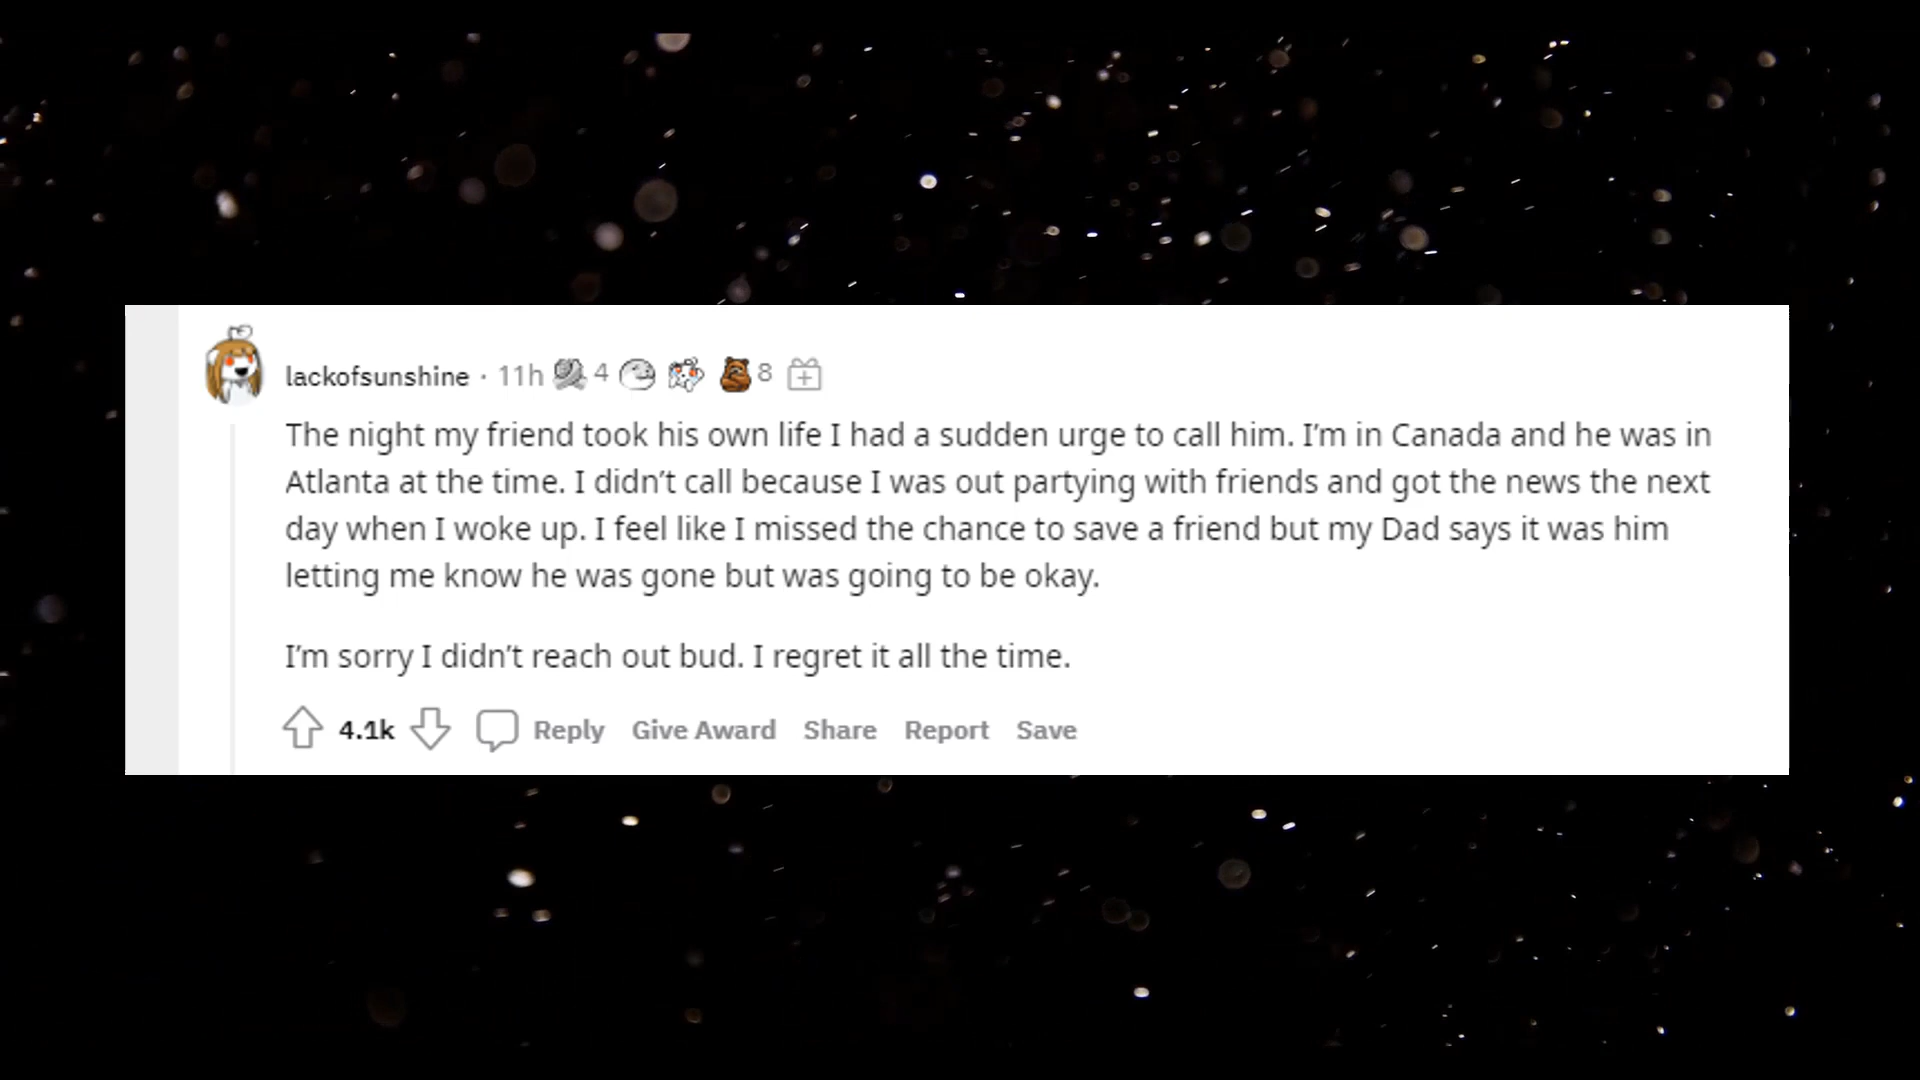 lackofsunshine · 11h 4 8
The night my friend took his own life I had a sudden urge to call him. I’m in Canada and he was in
Atlanta at the time. I didn’t call because I was out partying with friends and got the news the next
day when I woke up. I feel like I missed the chance to save a friend but my Dad says it was him
letting me know he was gone but was going to be okay.
I’m sorry I didn’t reach out bud. I regret it all the time.
4.1k Reply Give Award Share Report Save